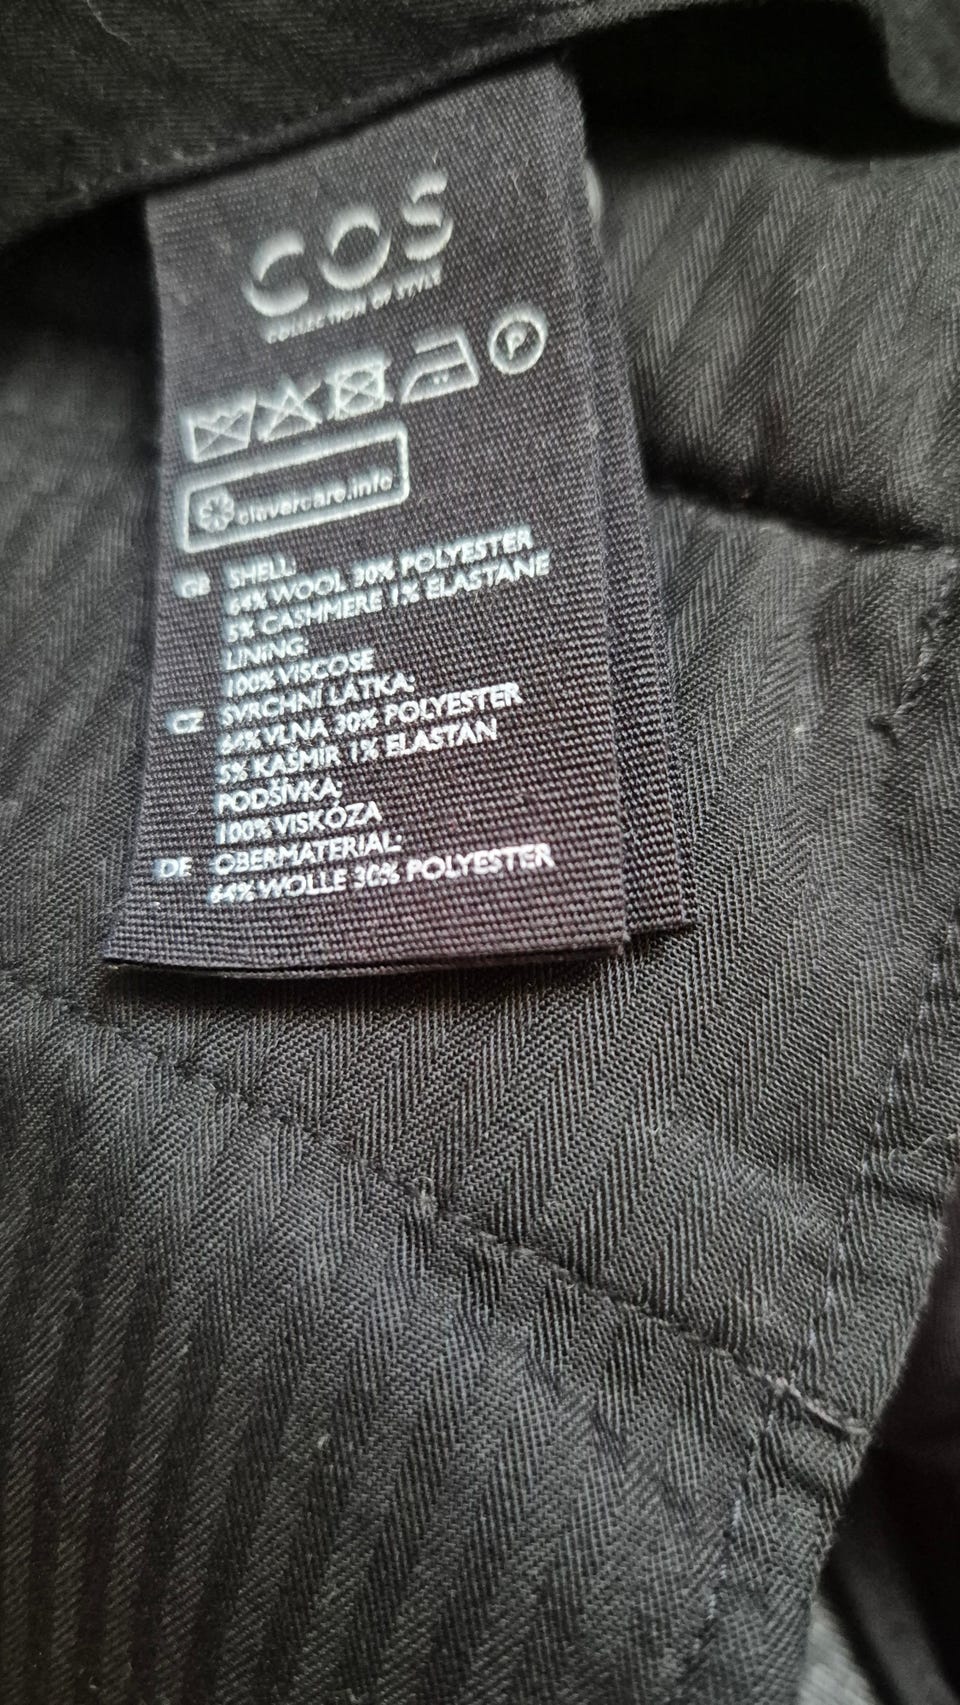 COS
COLLECTION OF STYLE
P
clevercare.info
GB SHELL:
64% WOOL 30% POLYESTER
5% CASHMERE 1% ELASTANE
LINING:
100% VISCOSE
CZ SVRCHNÍ LÁTKA:
64% VLNA 30% POLYESTER
5% KAŠMÍR 1% ELASTAN
PODŠÍVKA:
100% VISKÓZA
DE OBERMATERIAL:
64% WOLLE 30% POLYESTER